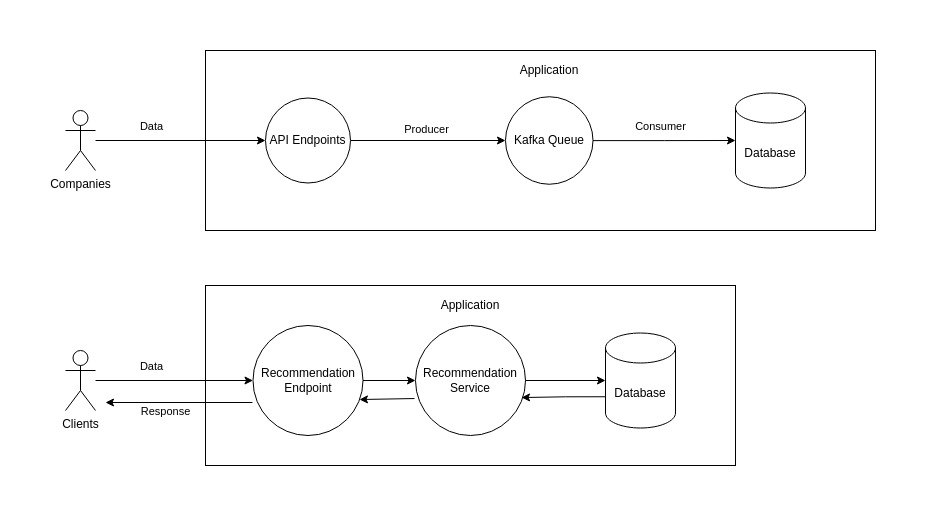 Application
Data
API Endpoints
Producer
Kafka Queue
Consumer
Database
Companies
Application
Data
Response
Recommendation
Endpoint
Recommendation
Service
Database
Clients